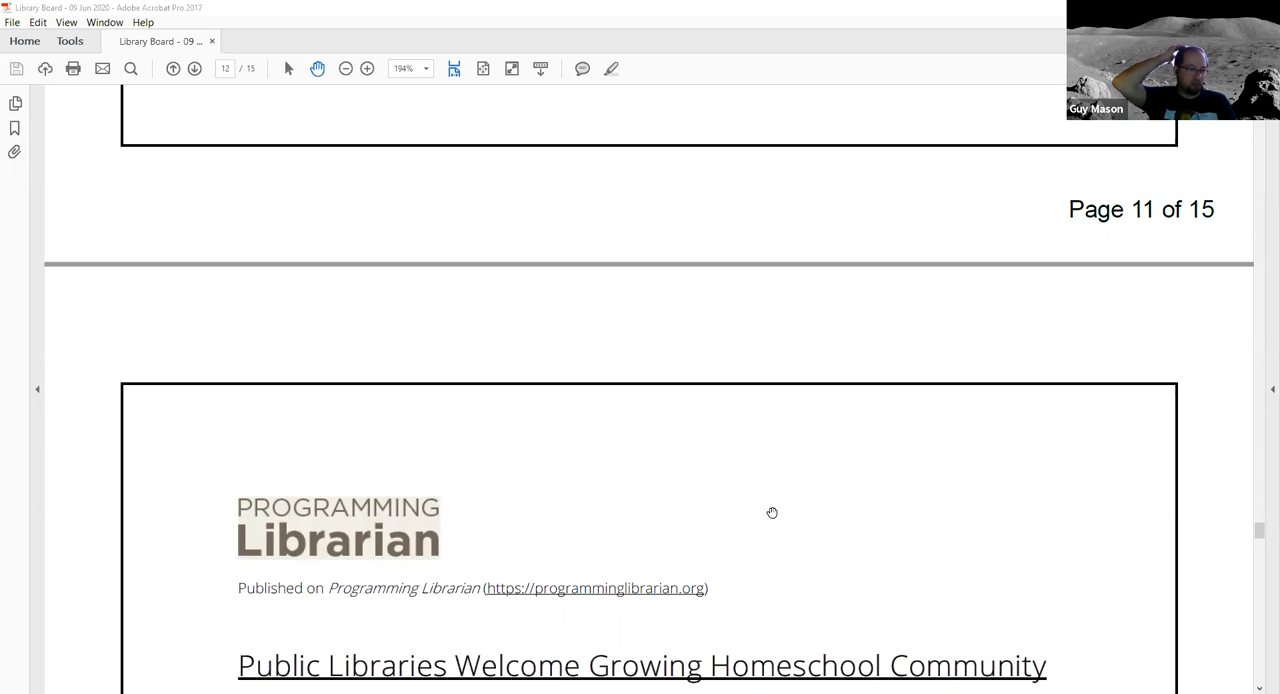 Library Board - 09 Jun 2020 - Adobe Acrobat Pro 2017
File Edit View Window Help
Home Tools Library Board - 09 ... ×
12 / 15 194%
Guy Mason
Page 11 of 15
PROGRAMMING
Librarian
Published on Programming Librarian (https://programminglibrarian.org)
Public Libraries Welcome Growing Homeschool Community